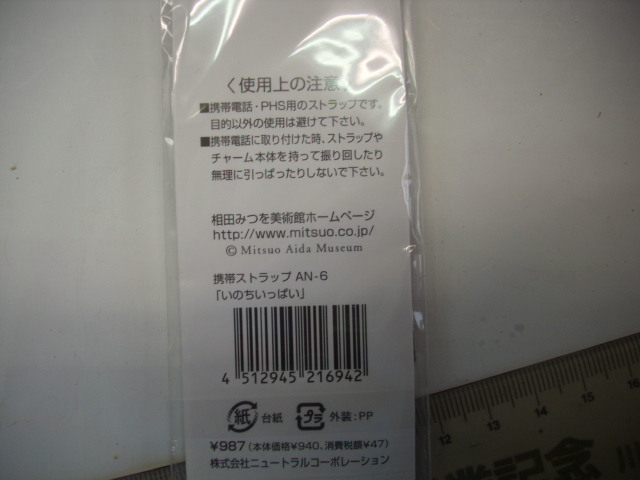 〈使用上の注意
■携帯電話・PHS用のストラップです。
目的以外の使用は避けて下さい。
■携帯電話に取り付けた時、ストラップや
チャーム本体を持って振り回したり
無理に引っぱったりしないで下さい。
相田みつを美術館ホームページ
http://www.mitsuo.co.jp/
© Mitsuo Aida Museum
携帯ストラップ AN-6
「いのちいっぱい」
4 512945 216942
紙 台紙 プラ 外装:PP
¥987(本体価格¥940、消費税額¥47)
株式会社ニュートラルコーポレーション
12 13 14 15 16
業記念